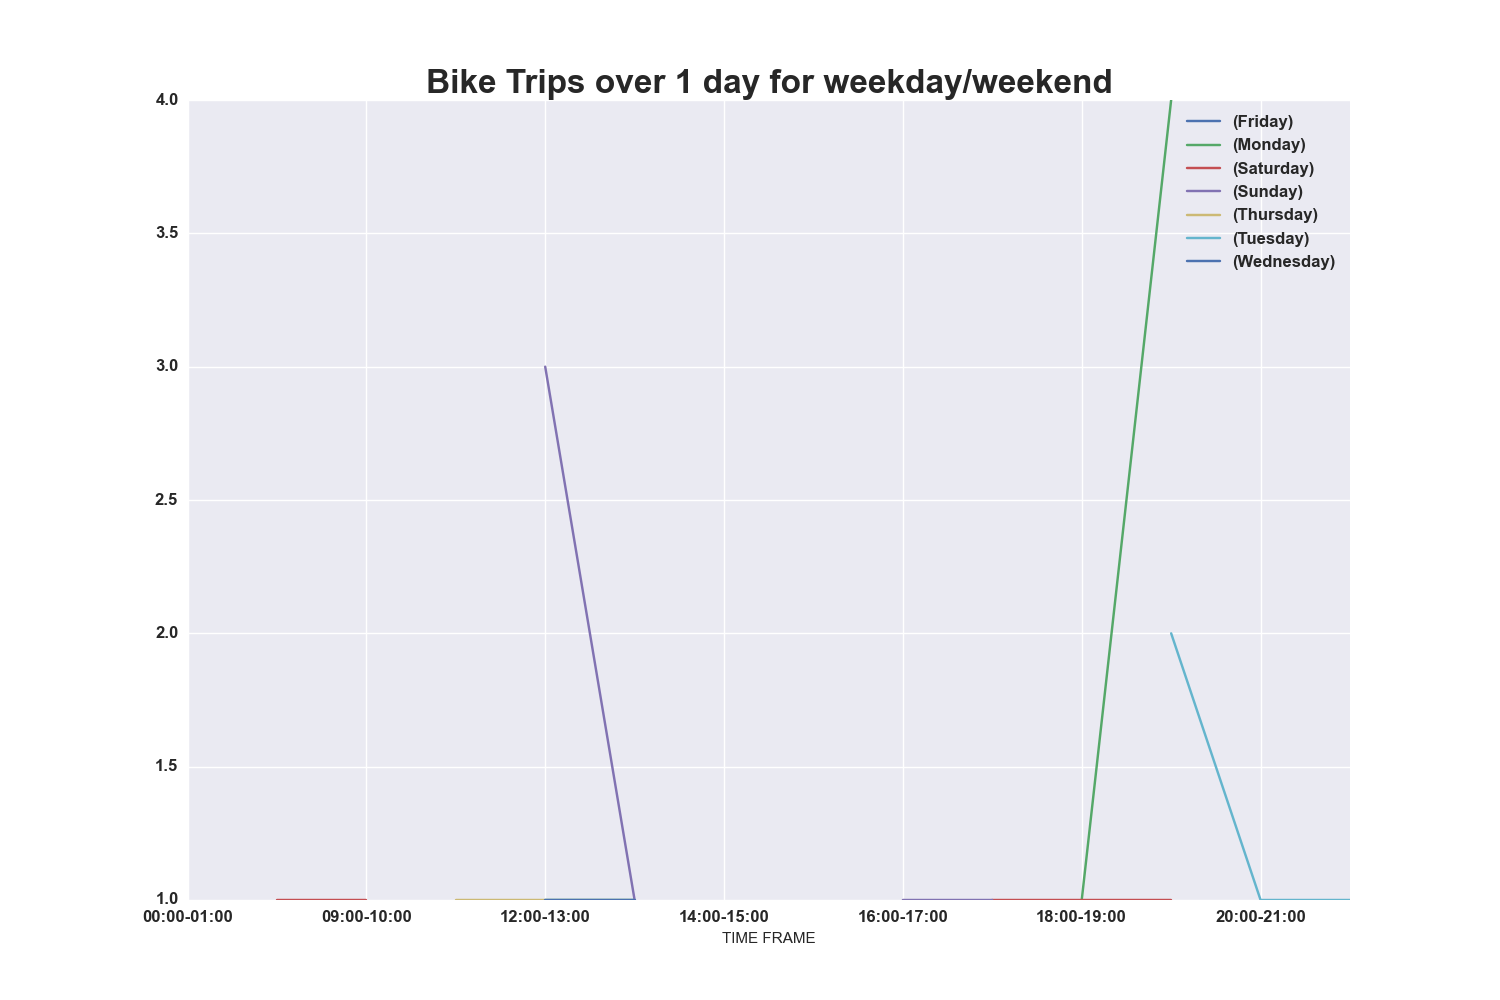 Bike Trips over 1 day for weekday/weekend
4.0
3.5
3.0
2.5
2.0
1.5
1.0
(Friday)
(Monday)
(Saturday)
(Sunday)
(Thursday)
(Tuesday)
(Wednesday)
00:00-01:00 09:00-10:00 12:00-13:00 14:00-15:00 16:00-17:00 18:00-19:00 20:00-21:00
TIME FRAME